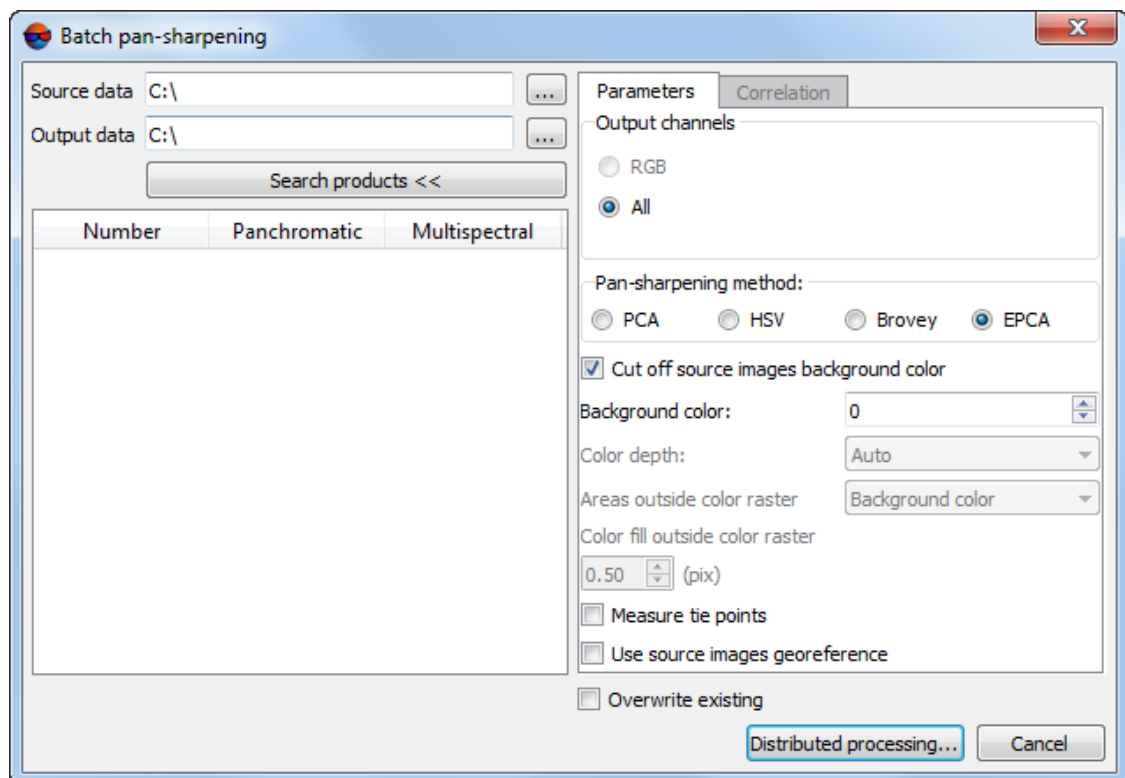 Batch pan-sharpening
Source data C:\ ...
Output data C:\ ...
Search products <<
Number Panchromatic Multispectral
Parameters Correlation
Output channels
RGB
All
Pan-sharpening method:
PCA HSV Brovey EPCA
Cut off source images background color
Background color: 0
Color depth: Auto
Areas outside color raster Background color
Color fill outside color raster
0.50 (pix)
Measure tie points
Use source images georeference
Overwrite existing
Distributed processing... Cancel